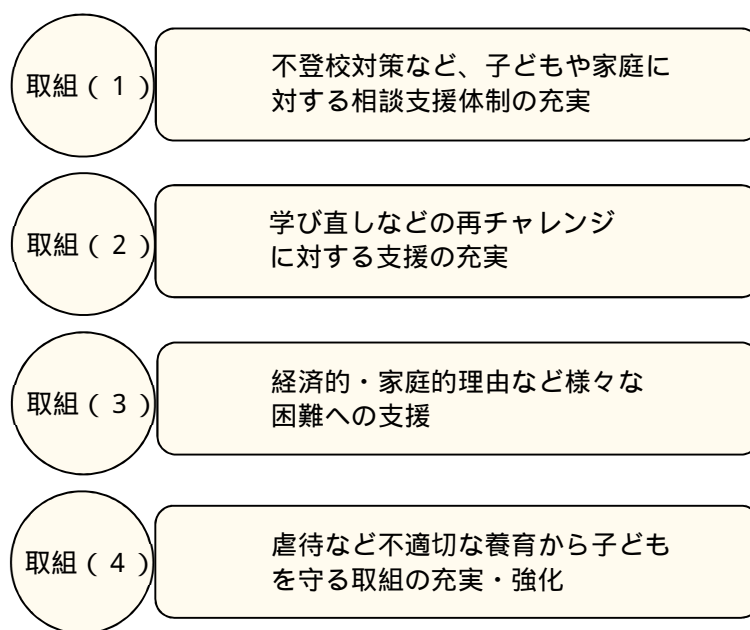 取組(1)
不登校対策など、子どもや家庭に
対する相談支援体制の充実
取組(2)
学び直しなどの再チャレンジ
に対する支援の充実
取組(3)
経済的・家庭的理由など様々な
困難への支援
取組(4)
虐待など不適切な養育から子ども
を守る取組の充実・強化